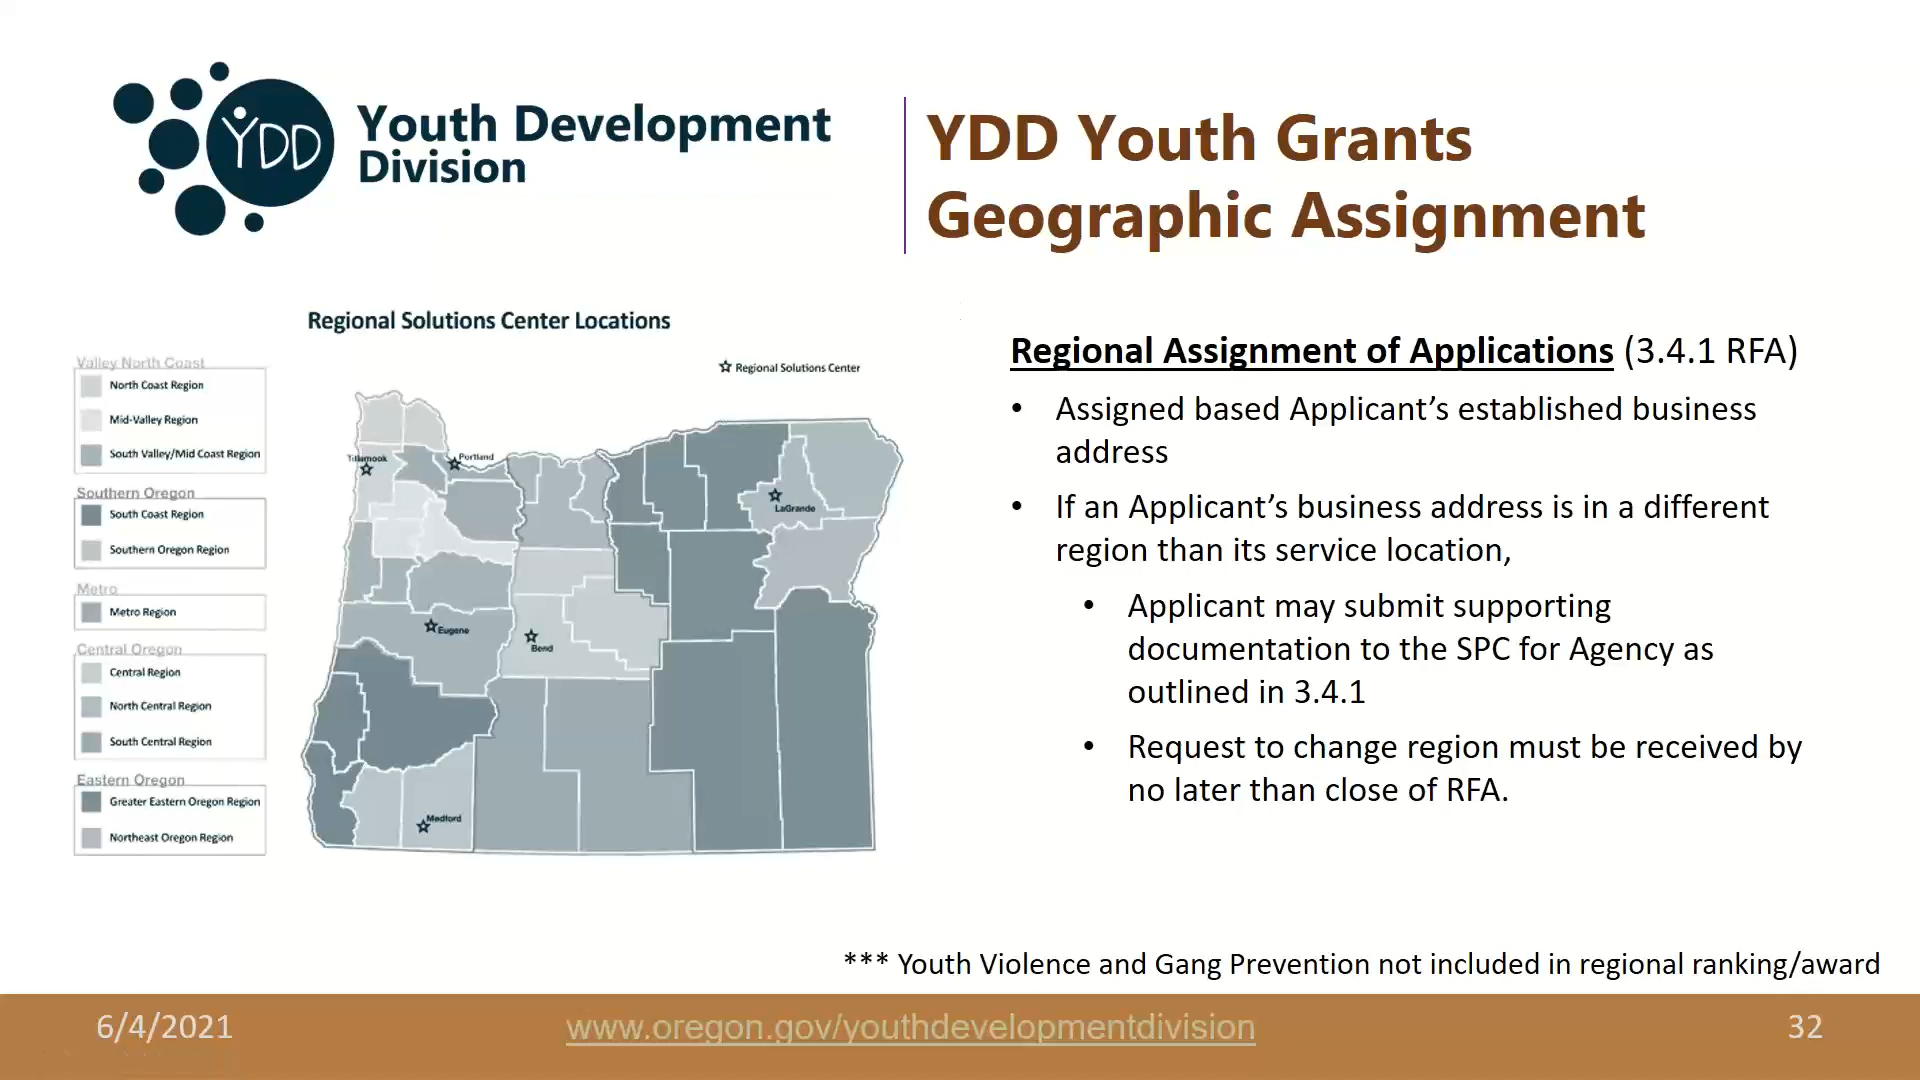 YDD
Youth Development
Division
YDD Youth Grants
Geographic Assignment
Regional Solutions Center Locations
Regional Solutions Center
Valley North Coast
North Coast Region
Mid-Valley Region
South Valley/Mid Coast Region
Southern Oregon
South Coast Region
Southern Oregon Region
Metro
Metro Region
Central Oregon
Central Region
North Central Region
South Central Region
Eastern Oregon
Greater Eastern Oregon Region
Northeast Oregon Region
Tillamook
Portland
LaGrande
Eugene
Bend
Medford
Regional Assignment of Applications (3.4.1 RFA)
• Assigned based Applicant’s established business
address
• If an Applicant’s business address is in a different
region than its service location,
• Applicant may submit supporting
documentation to the SPC for Agency as
outlined in 3.4.1
• Request to change region must be received by
no later than close of RFA.
*** Youth Violence and Gang Prevention not included in regional ranking/award
6/4/2021
www.oregon.gov/youthdevelopmentdivision
32